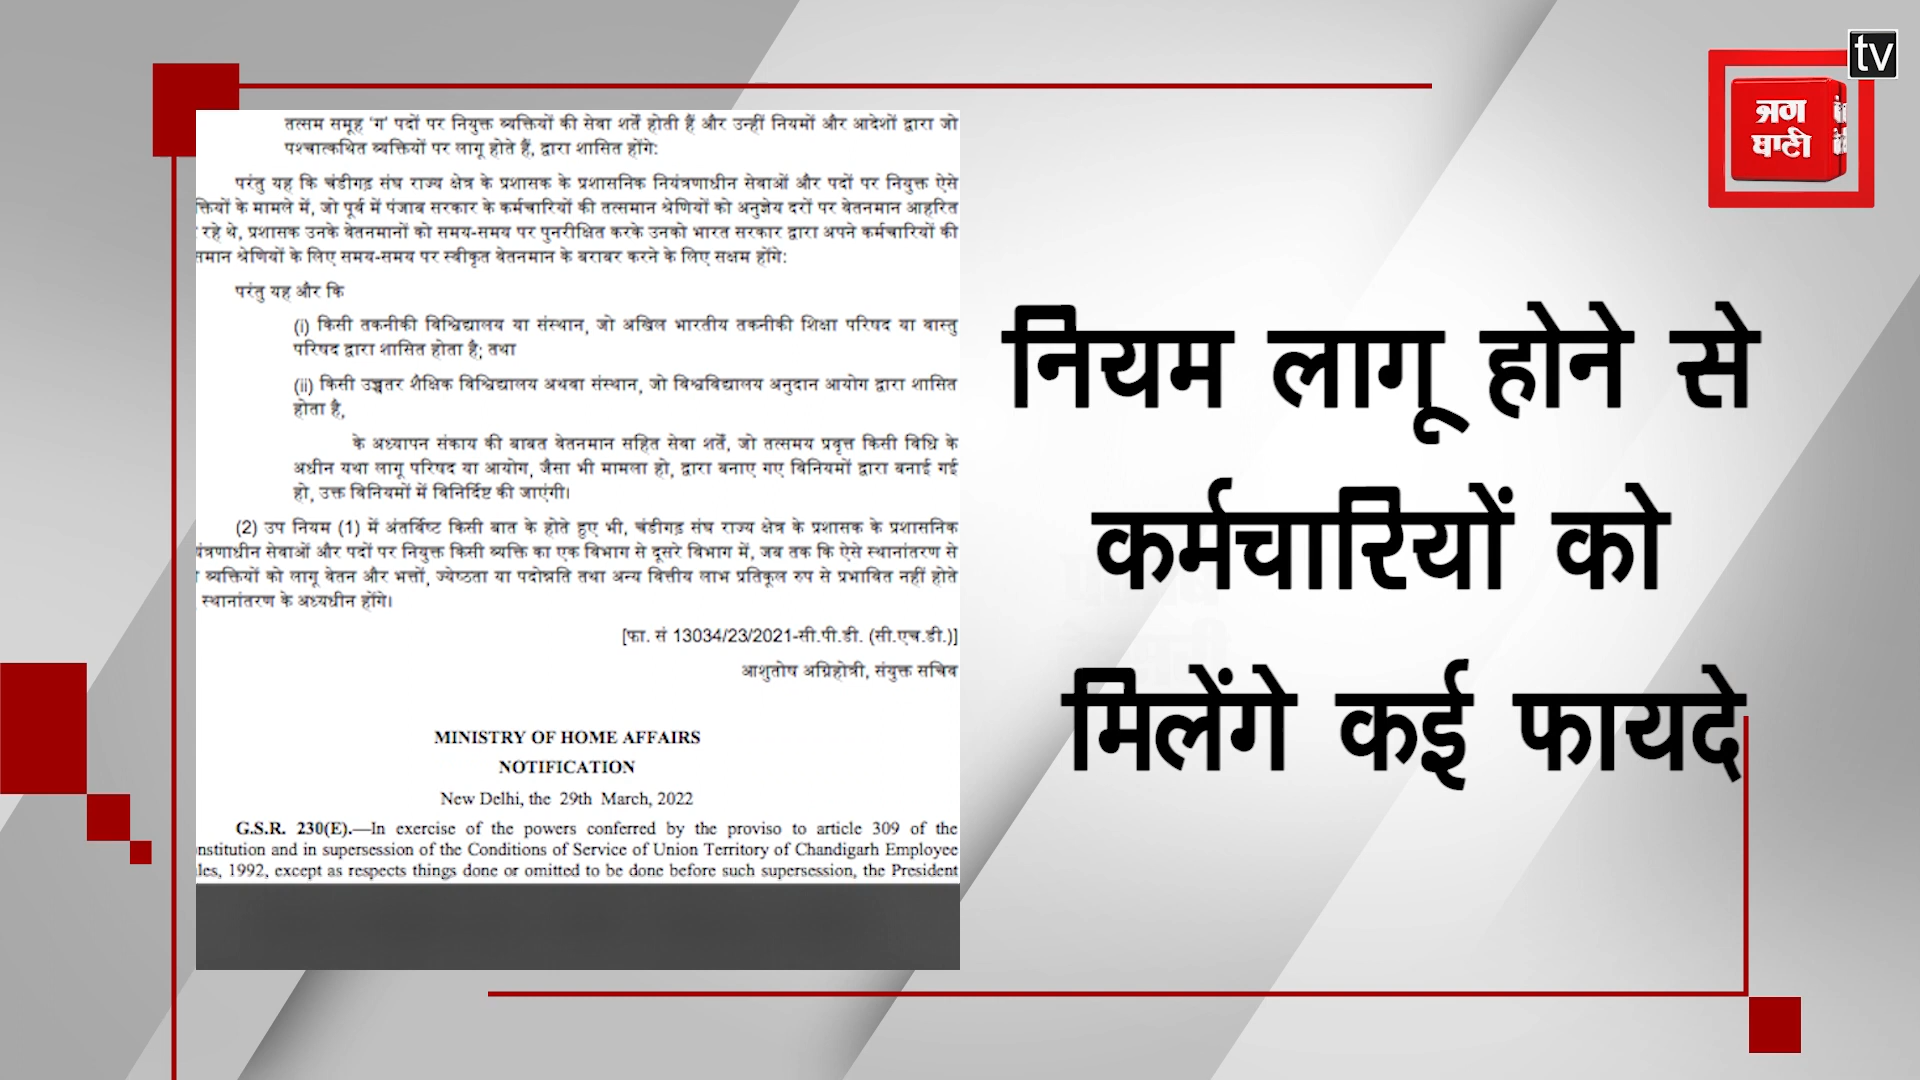 तत्सम समूह 'ग' पदों पर नियुक्त व्यक्तियों की सेवा शर्तें होती हैं और उन्हीं नियमों और आदेशों द्वारा जो
पश्चात्कथित व्यक्तियों पर लागू होते हैं, द्वारा शासित होंगे:
परंतु यह कि चंडीगढ़ संघ राज्य क्षेत्र के प्रशासक के प्रशासनिक नियंत्रणाधीन सेवाओं और पदों पर नियुक्त ऐसे
क्तियों के मामले में, जो पूर्व में पंजाब सरकार के कर्मचारियों की तत्समान श्रेणियों को अनुज्ञेय दरों पर वेतनमान आहरित
रहे थे, प्रशासक उनके वेतनमानों को समय-समय पर पुनरीक्षित करके उनको भारत सरकार द्वारा अपने कर्मचारियों की
समान श्रेणियों के लिए समय-समय पर स्वीकृत वेतनमान के बराबर करने के लिए सक्षम होंगे:
परंतु यह और कि
(i) किसी तकनीकी विश्विद्यालय या संस्थान, जो अखिल भारतीय तकनीकी शिक्षा परिषद या वास्तु
परिषद द्वारा शासित होता है; तथा
(ii) किसी उच्चतर शैक्षिक विश्विद्यालय अथवा संस्थान, जो विश्वविद्यालय अनुदान आयोग द्वारा शासित
होता है,
के अध्यापन संकाय की बाबत वेतनमान सहित सेवा शर्तें, जो तत्समय प्रवृत्त किसी विधि के
अधीन यथा लागू परिषद या आयोग, जैसा भी मामला हो, द्वारा बनाए गए विनियमों द्वारा बनाई गई
हो, उक्त विनियमों में विनिर्दिष्ट की जाएंगी।
(2) उप नियम (1) में अंतर्विष्ट किसी बात के होते हुए भी, चंडीगढ़ संघ राज्य क्षेत्र के प्रशासक के प्रशासनिक
यंत्रणाधीन सेवाओं और पदों पर नियुक्त किसी व्यक्ति का एक विभाग से दूसरे विभाग में, जब तक कि ऐसे स्थानांतरण से
व्यक्तियों को लागू वेतन और भत्तों, ज्येष्ठता या पदोन्नति तथा अन्य वित्तीय लाभ प्रतिकूल रुप से प्रभावित नहीं होते
स्थानांतरण के अध्यधीन होंगे।
[फा. सं 13034/23/2021-सी.पी.डी. (सी.एच.डी.)]
आशुतोष अग्निहोत्री, संयुक्त सचिव
MINISTRY OF HOME AFFAIRS
NOTIFICATION
New Delhi, the 29th March, 2022
G.S.R. 230(E).—In exercise of the powers conferred by the proviso to article 309 of the
nstitution and in supersession of the Conditions of Service of Union Territory of Chandigarh Employee
les, 1992, except as respects things done or omitted to be done before such supersession, the President
नियम लागू होने से
कर्मचारियों को
मिलेंगे कई फायदे
tv
ਜਗ
ਬਾਣੀ